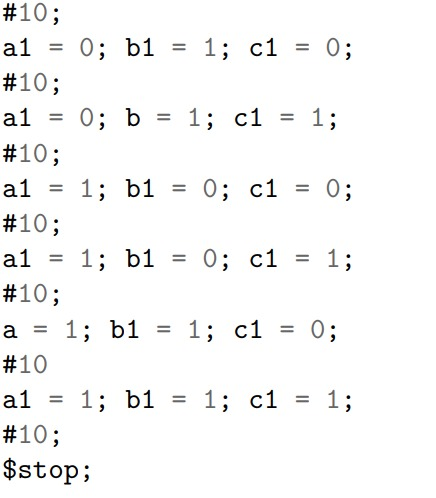 #10;
a1 = 0; b1 = 1; c1 = 0;
#10;
a1 = 0; b = 1; c1 = 1;
#10;
a1 = 1; b1 = 0; c1 = 0;
#10;
a1 = 1; b1 = 0; c1 = 1;
#10;
a = 1; b1 = 1; c1 = 0;
#10
a1 = 1; b1 = 1; c1 = 1;
#10;
$stop;